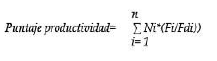 n
Puntaje productividad= ∑ Ni*(Fi/Fdi))
i= 1